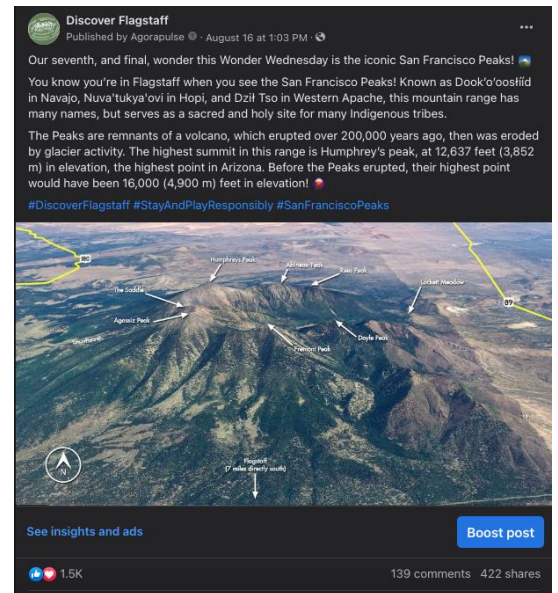 Discover Flagstaff
Published by Agorapulse · August 16 at 1:03 PM ·
Our seventh, and final, wonder this Wonder Wednesday is the iconic San Francisco Peaks!
You know you're in Flagstaff when you see the San Francisco Peaks! Known as Dook'o'oosłííd
in Navajo, Nuva'tukya'ovi in Hopi, and Dził Tso in Western Apache, this mountain range has
many names, but serves as a sacred and holy site for many Indigenous tribes.
The Peaks are remnants of a volcano, which erupted over 200,000 years ago, then was eroded
by glacier activity. The highest summit in this range is Humphrey's peak, at 12,637 feet (3,852
m) in elevation, the highest point in Arizona. Before the Peaks erupted, their highest point
would have been 16,000 (4,900 m) feet in elevation!
#DiscoverFlagstaff #StayAndPlayResponsibly #SanFranciscoPeaks
180
Humphreys Peak
Rees Peak
Lockett Meadow
The Saddle
89
Agassiz Peak
Doyle Peak
Fremont Peak
N
Flagstaff
(7 miles directly south)
See insights and ads
Boost post
1.5K
139 comments 422 shares